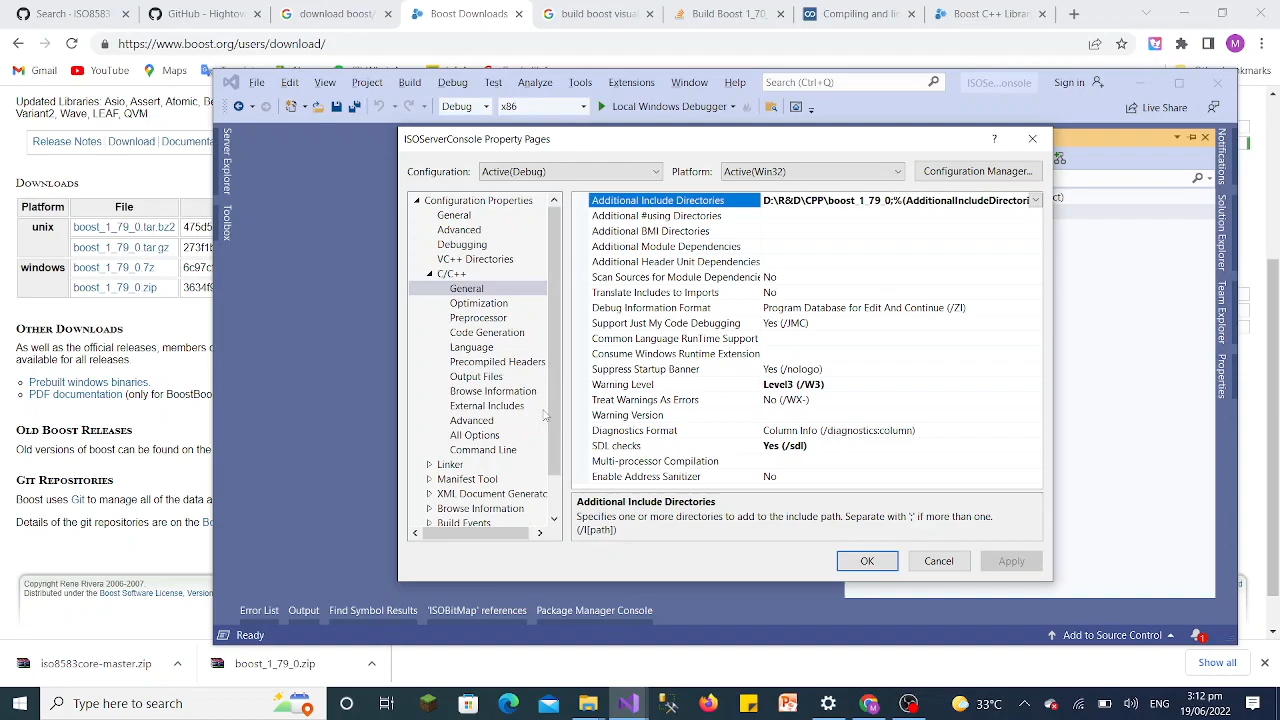 Search - ISO8583
GitHub - Hightow
download boost/
Boost Downloads
build boost visual
Build boost 1_70_
Compiling and lin
Boost C++ Librar
https://www.boost.org/users/download/
M
Gmail
YouTube
Maps
ookmarks
Updated Libraries: Asio, Assert, Atomic, Be
Variant2, Wave, LEAF, QVM
Release Notes Download Documenta
Downloads
Platform File
unix boost_1_79_0.tar.bz2 475d5
boost_1_79_0.tar.gz 273f1
windows boost_1_79_0.7z 6c97c
boost_1_79_0.zip 3634f9
Other Downloads
As well as the official releases, members o
available for all releases.
Prebuilt windows binaries.
PDF documentation (only for BoostBoo
Old Boost Releases
Old versions of boost can be found on the
Git Repositories
Boost uses Git to manage all of the data a
Details of the git repositories are on the Bo
Copyright Rene Rivera 2006-2007.
Distributed under the Boost Software License, Version
File Edit View Project Build Debug Test Analyze Tools Extensions Window Help Search (Ctrl+Q) ISOSe...onsole Sign in
Debug x86 Local Windows Debugger Live Share
Server Explorer
Toolbox
ISOServerConsole Property Pages
?
Configuration: Active(Debug) Platform: Active(Win32) Configuration Manager...
Configuration Properties
General
Advanced
Debugging
VC++ Directories
C/C++
General
Optimization
Preprocessor
Code Generation
Language
Precompiled Headers
Output Files
Browse Information
External Includes
Advanced
All Options
Command Line
Linker
Manifest Tool
XML Document Generato
Browse Information
Build Events
Additional Include Directories D:\R&D\CPP\boost_1_79_0;%(AdditionalIncludeDirectori
Additional #using Directories
Additional BMI Directories
Additional Module Dependencies
Additional Header Unit Dependencies
Scan Sources for Module Dependencie No
Translate Includes to Imports No
Debug Information Format Program Database for Edit And Continue (/ZI)
Support Just My Code Debugging Yes (/JMC)
Common Language RunTime Support
Consume Windows Runtime Extension
Suppress Startup Banner Yes (/nologo)
Warning Level Level3 (/W3)
Treat Warnings As Errors No (/WX-)
Warning Version
Diagnostics Format Column Info (/diagnostics:column)
SDL checks Yes (/sdl)
Multi-processor Compilation
Enable Address Sanitizer No
Additional Include Directories
Specifies one or more directories to add to the include path. Separate with ';' if more than one.
(/I[path])
OK Cancel Apply
ct)
Notifications
Solution Explorer
Team Explorer
Properties
Error List Output Find Symbol Results 'ISOBitMap' references Package Manager Console
Ready
Add to Source Control
1
iso8583core-master.zip
boost_1_79_0.zip
Show all
Type here to search
33°C
ENG
3:12 pm
19/06/2022